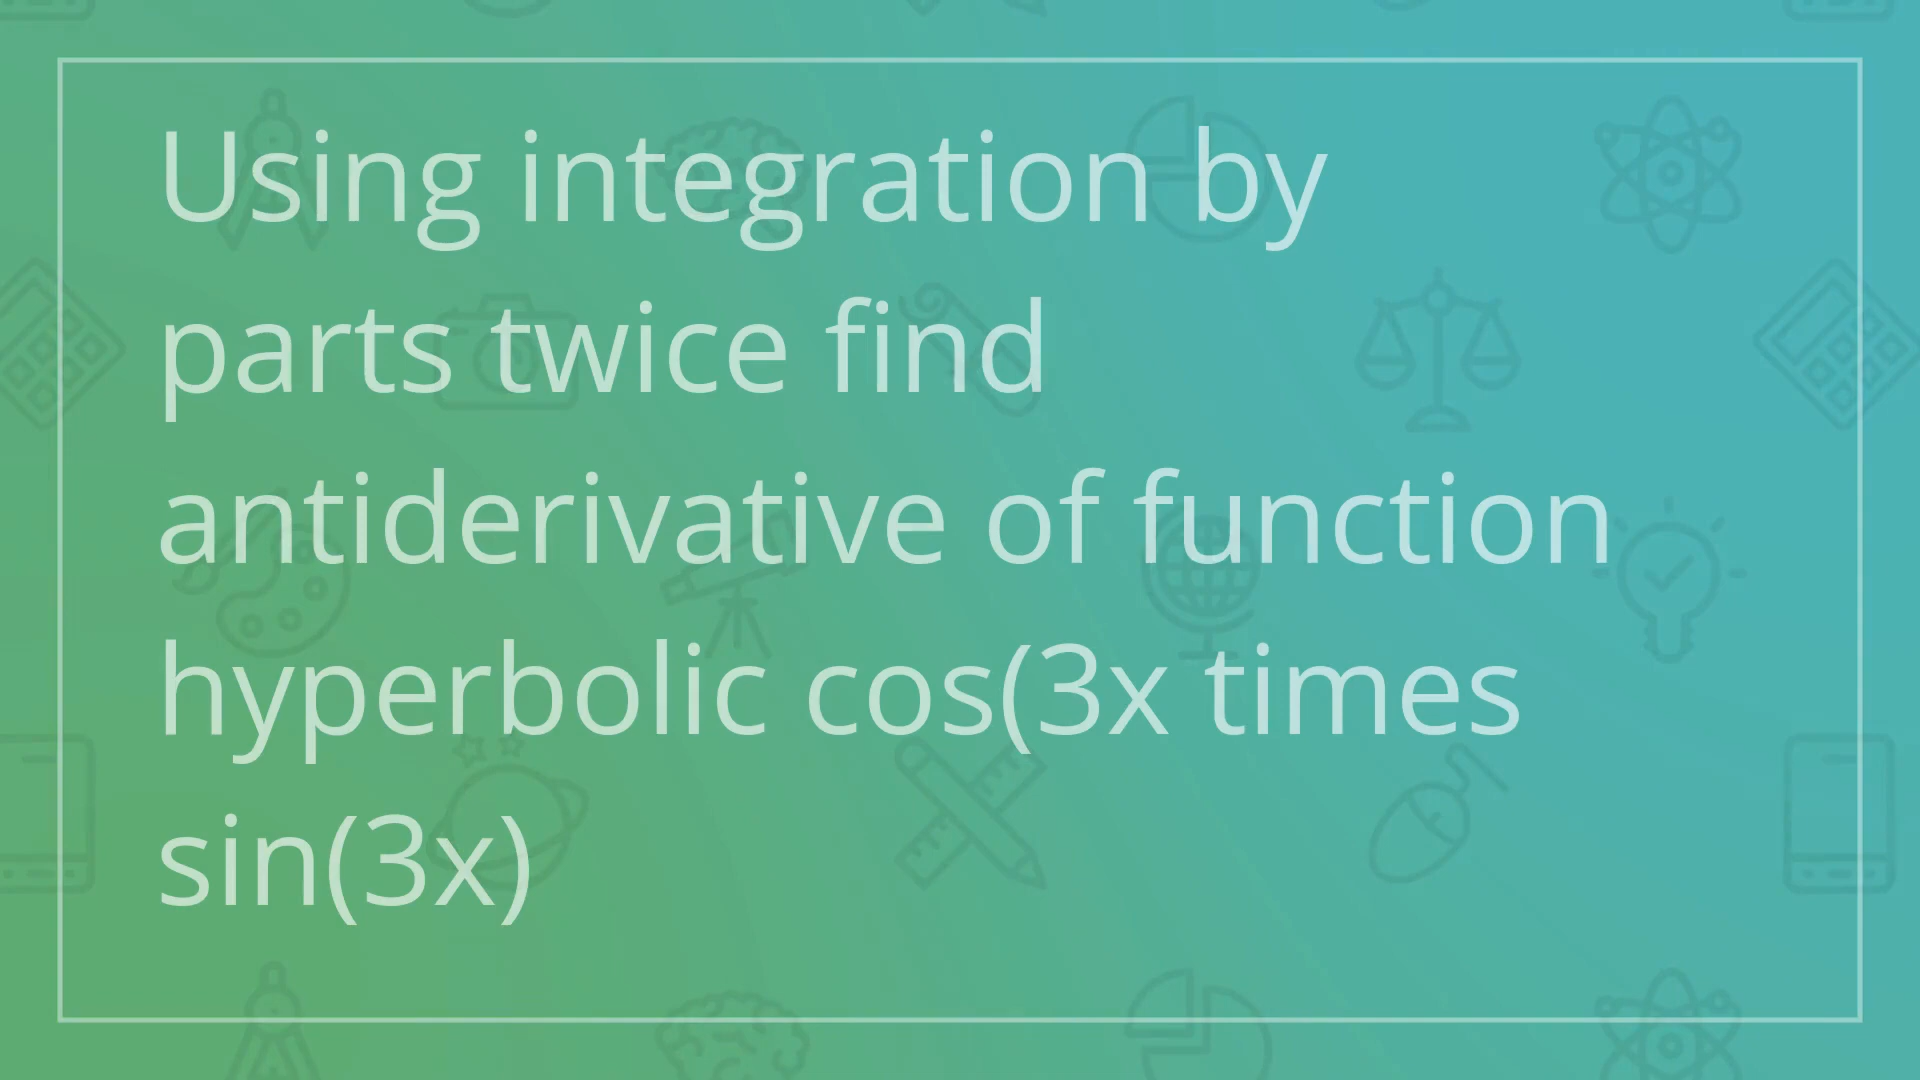 Using integration by
parts twice find
antiderivative of function
hyperbolic cos(3x times
sin(3x)